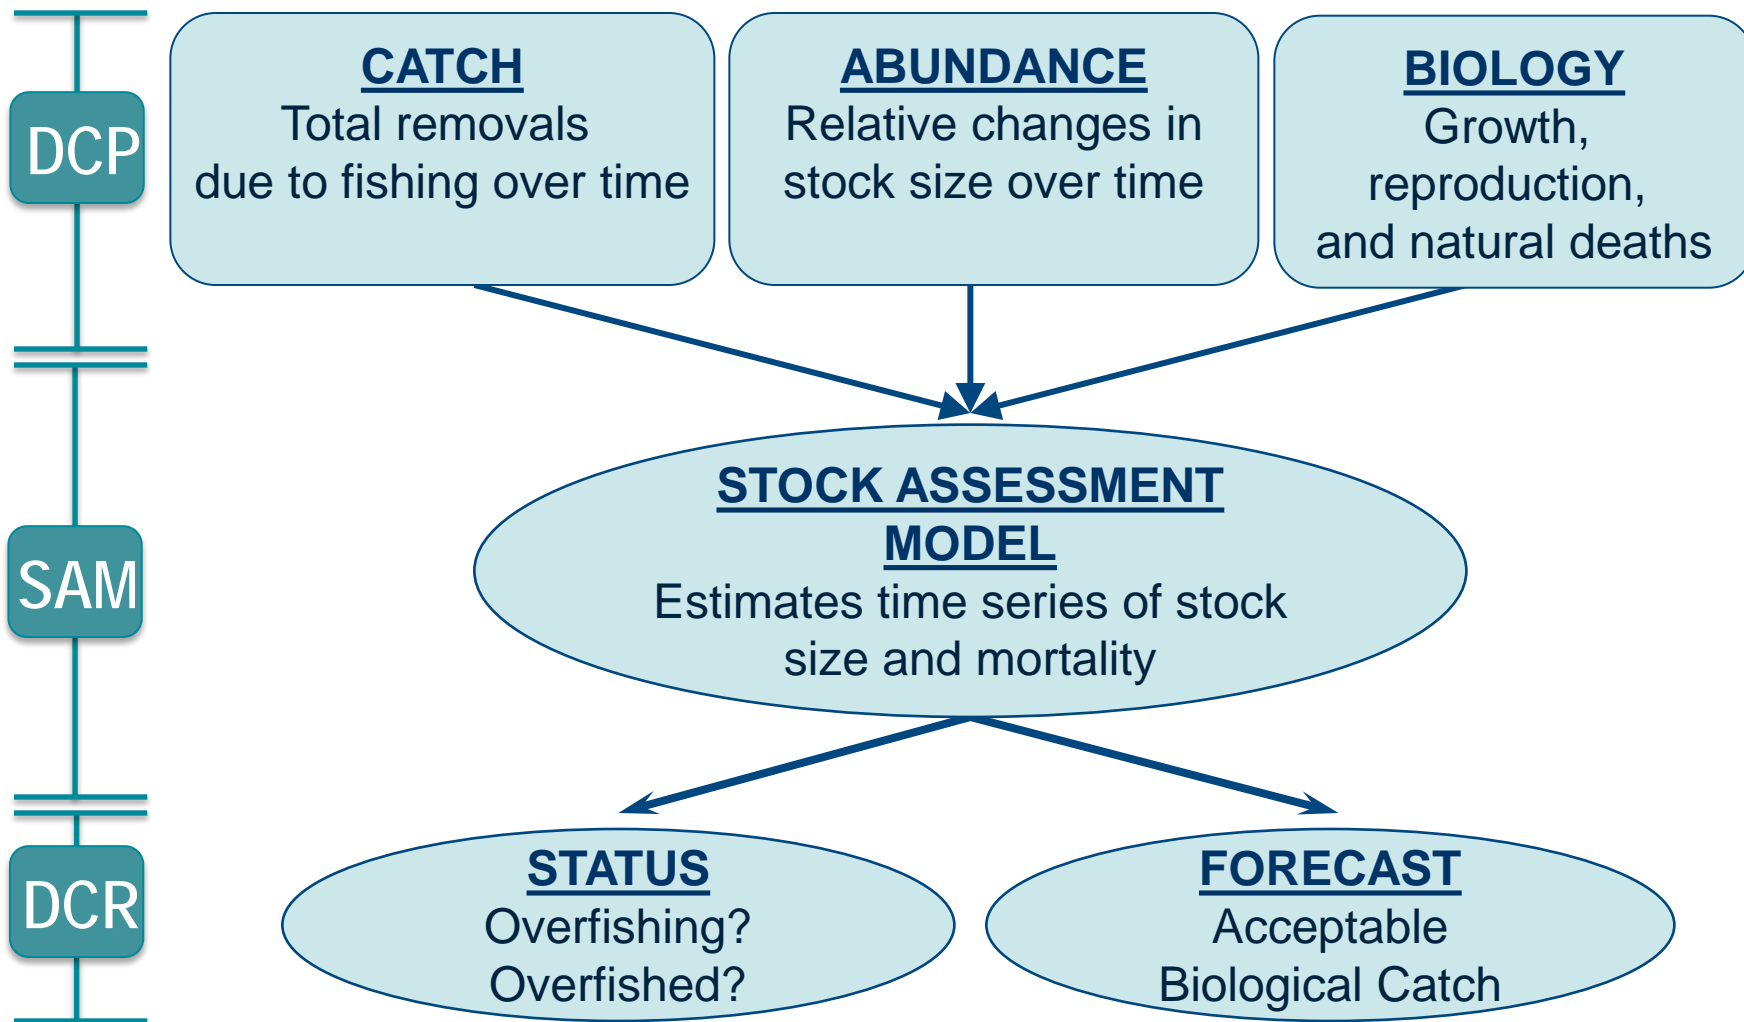 DCP
CATCH
Total removals
due to fishing over time
ABUNDANCE
Relative changes in
stock size over time
BIOLOGY
Growth,
reproduction,
and natural deaths
SAM
STOCK ASSESSMENT
MODEL
Estimates time series of stock
size and mortality
DCR
STATUS
Overfishing?
Overfished?
FORECAST
Acceptable
Biological Catch